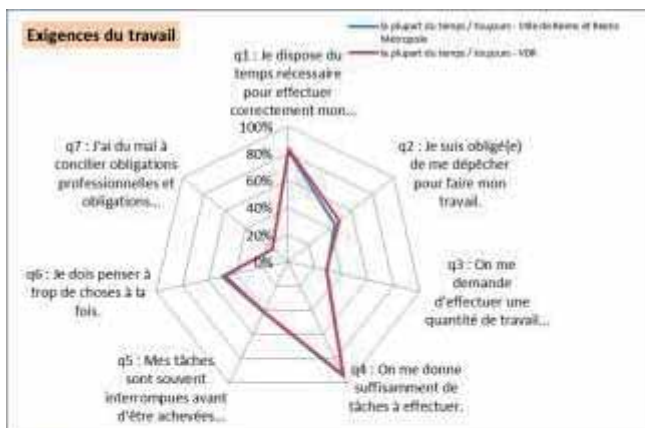 Exigences du travail
la plupart du temps / toujours - Ville de Reims et Reims
Métropole
la plupart du temps / toujours - VDR
q1 : Je dispose du
temps nécessaire
pour effectuer
correctement mon...
100%
80%
60%
40%
20%
0%
q2 : Je suis obligé(e)
de me dépêcher
pour faire mon
travail.
q3 : On me
demande
d'effectuer une
quantité de travail...
q4 : On me donne
suffisamment de
tâches à effectuer.
q5 : Mes tâches
sont souvent
interrompues avant
d'être achevées...
q6 : Je dois penser à
trop de choses à la
fois.
q7 : J'ai du mal à
concilier obligations
professionnelles et
obligations...